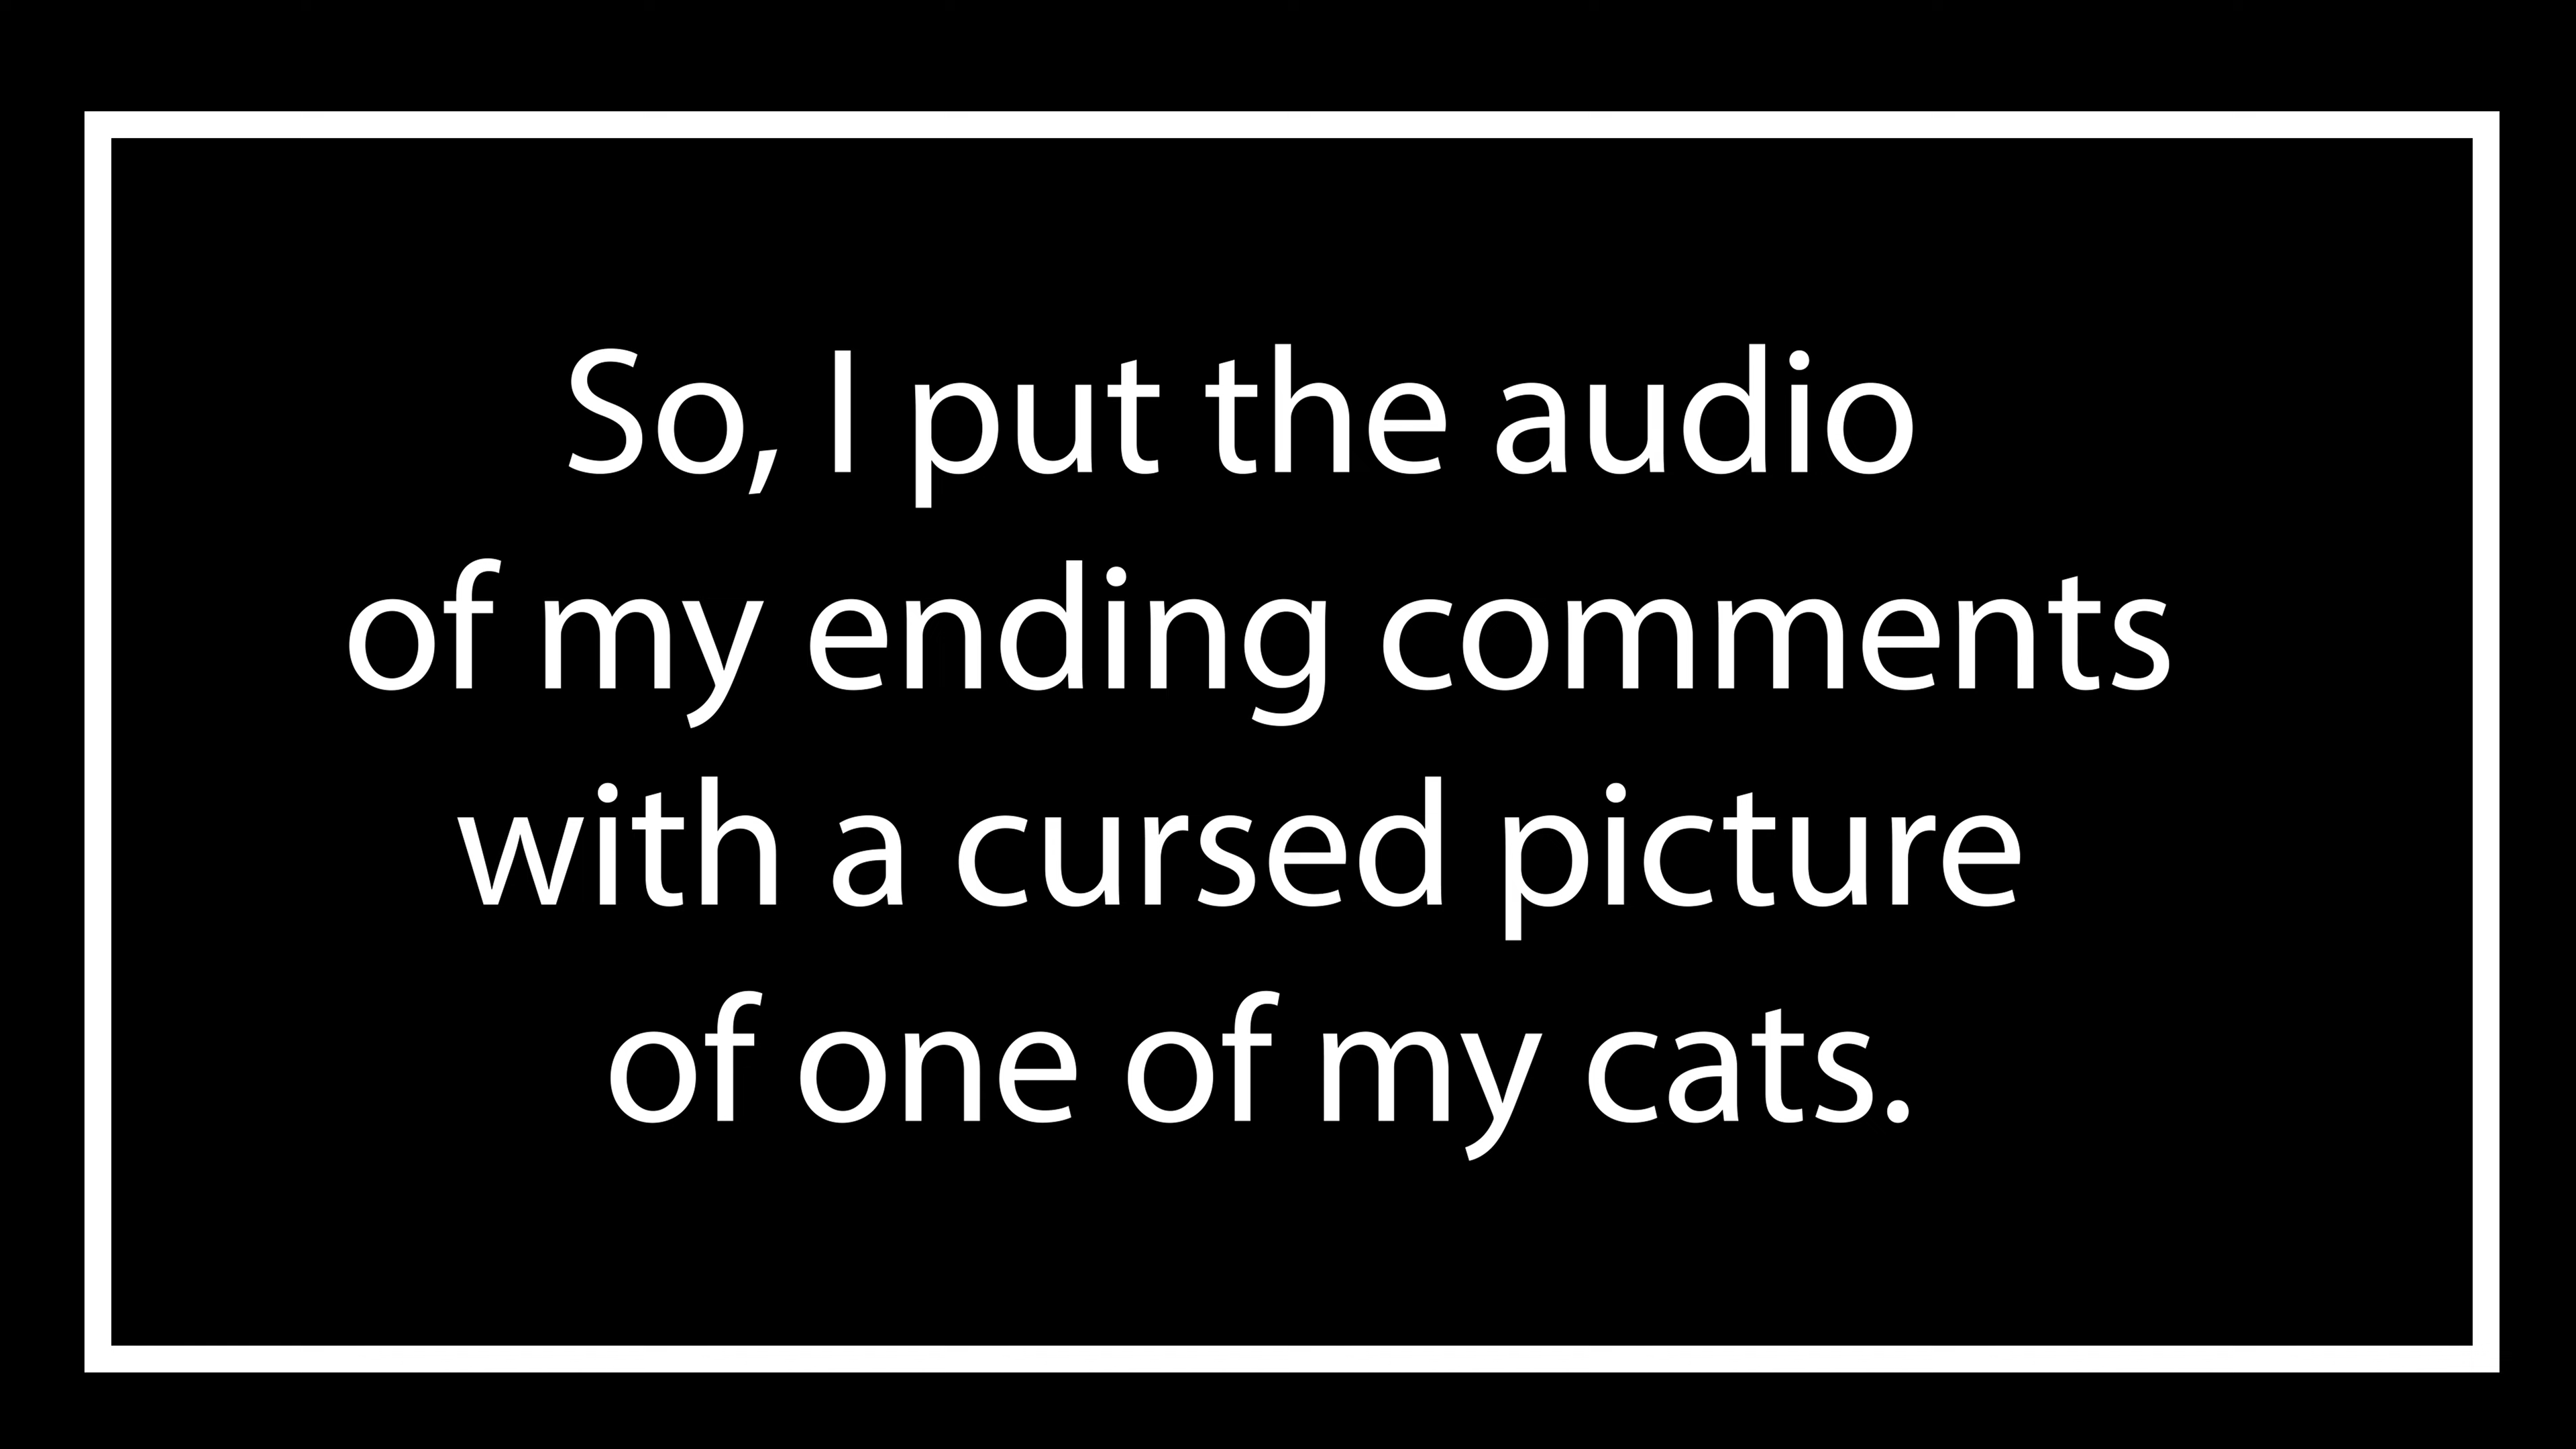 So, I put the audio
of my ending comments
with a cursed picture
of one of my cats.